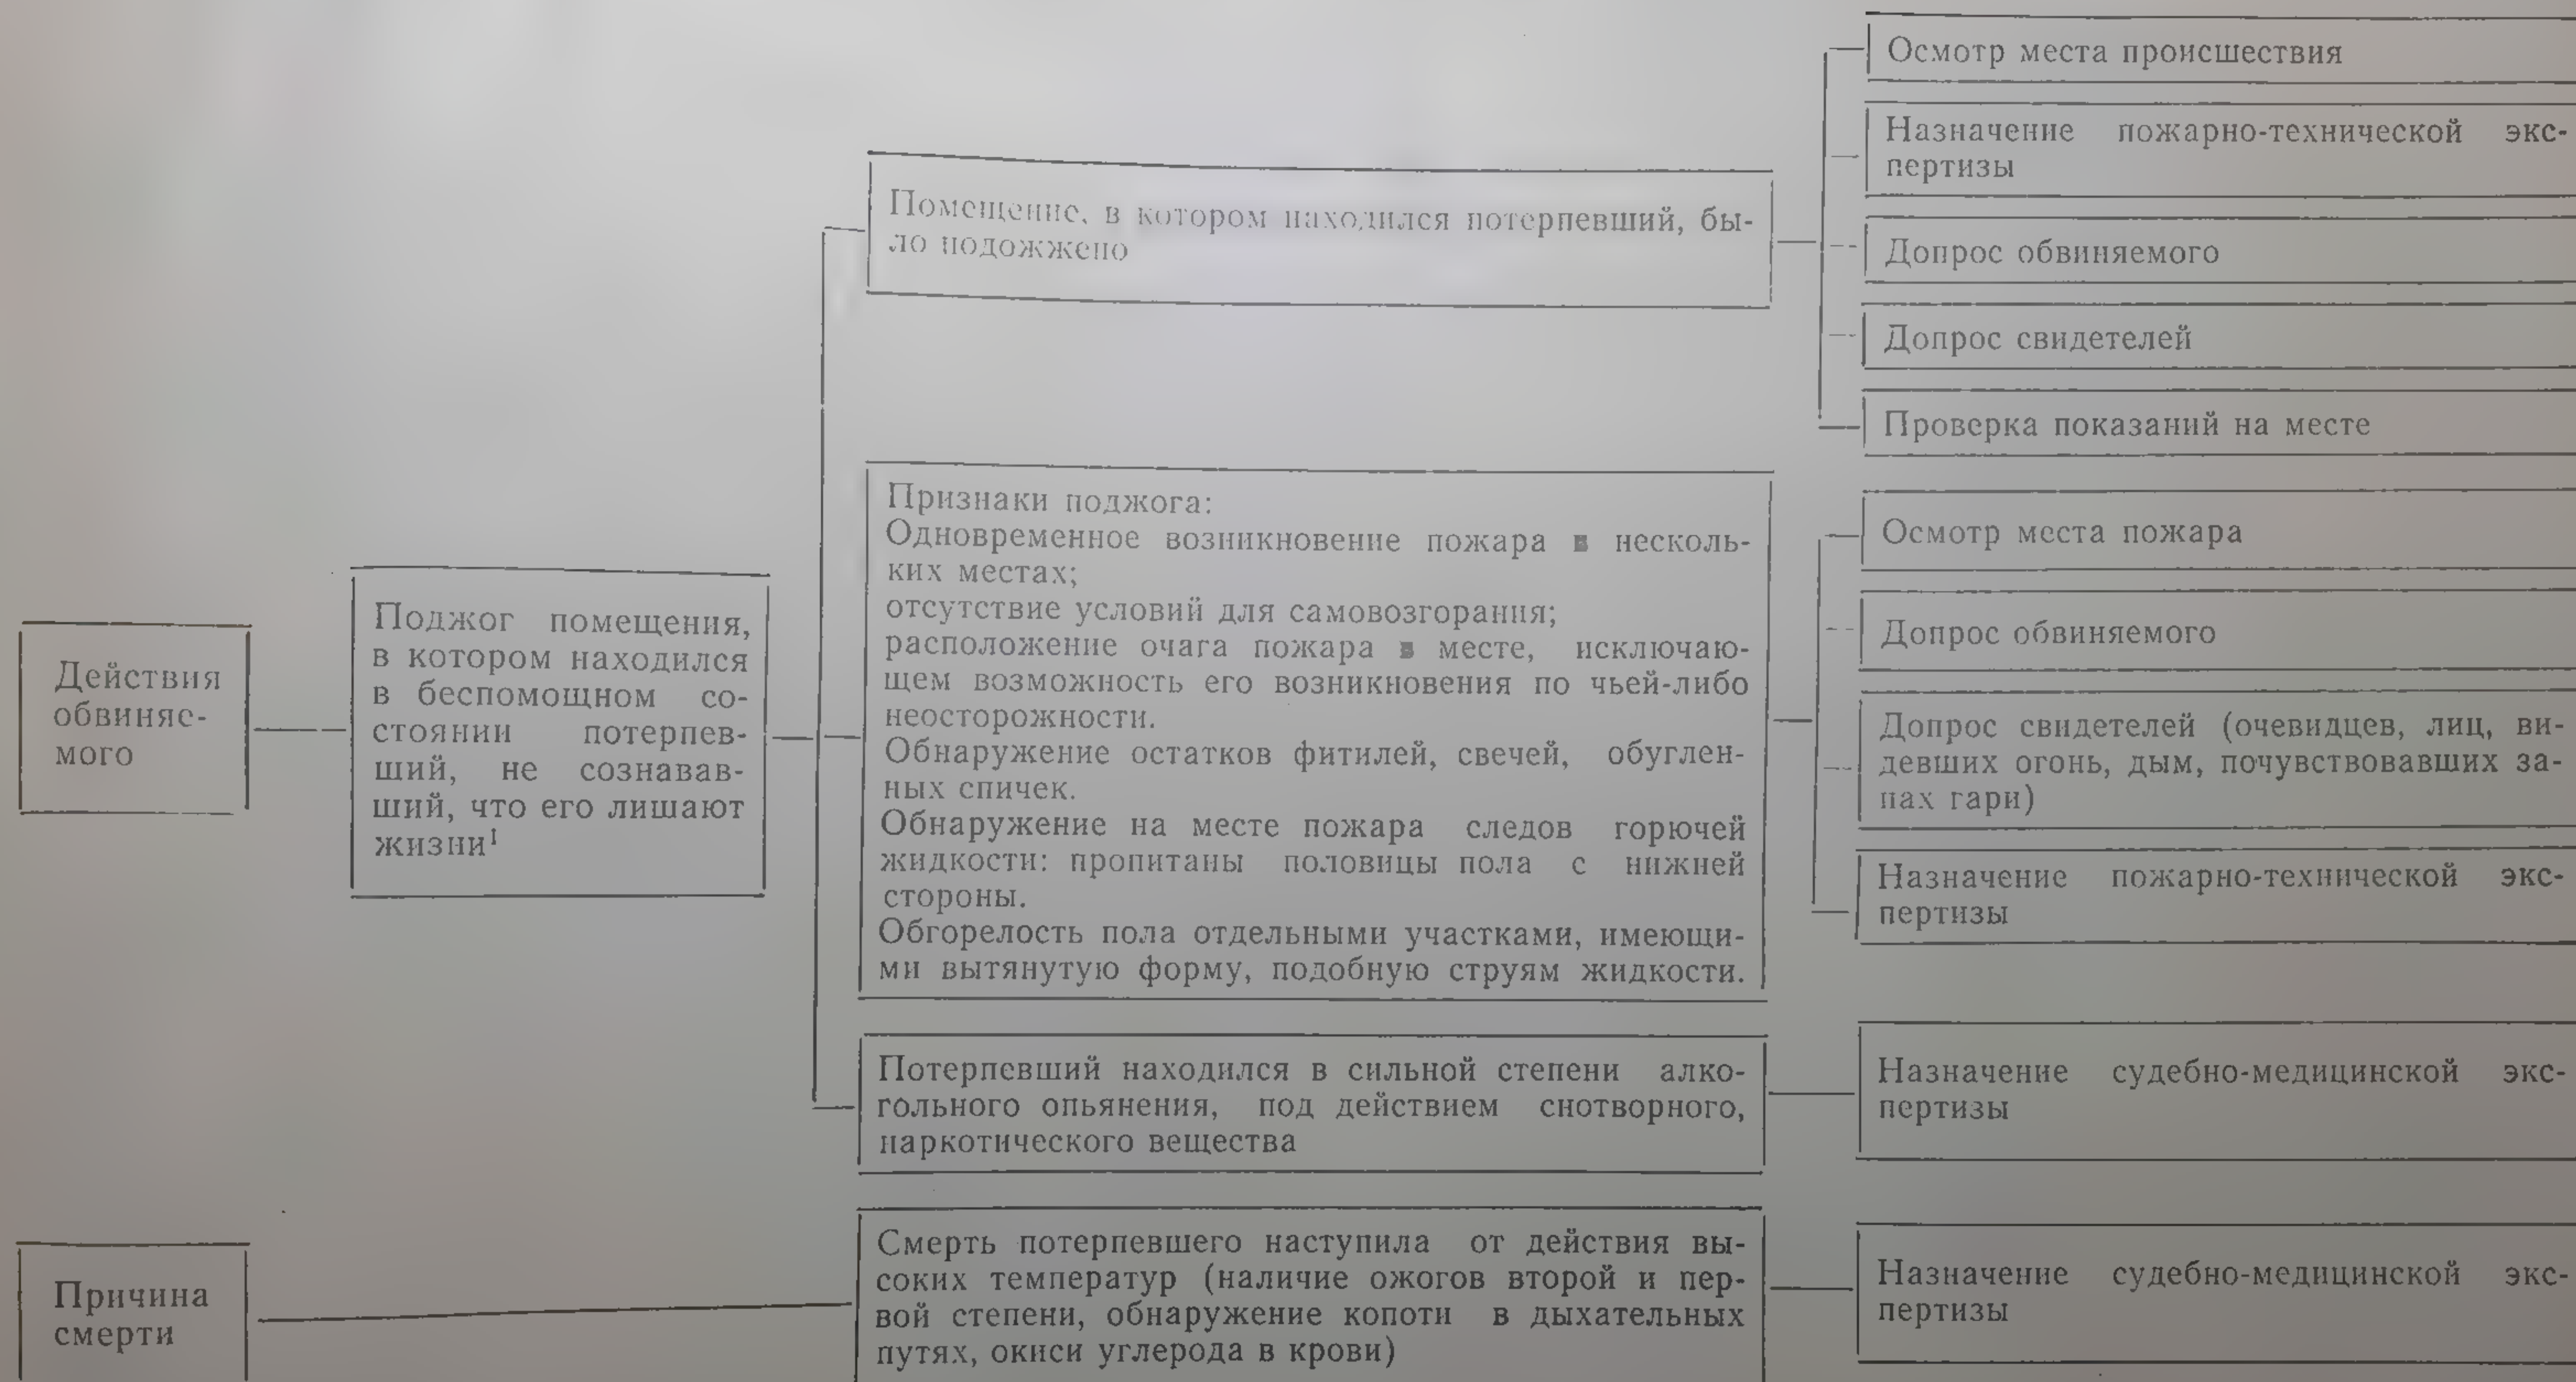 Действия
обвиняе-
мого
Поджог помещения,
в котором находился
в беспомощном со-
стоянии потерпев-
ший, не сознавав-
ший, что его лишают
жизни¹
Помещение, в котором находился потерпевший, бы-
ло подожжено
Осмотр места происшествия
Назначение пожарно-технической экс-
пертизы
Допрос обвиняемого
Допрос свидетелей
Проверка показаний на месте
Признаки поджога:
Одновременное возникновение пожара в несколь-
ких местах;
отсутствие условий для самовозгорания;
расположение очага пожара в месте, исключаю-
щем возможность его возникновения по чьей-либо
неосторожности.
Обнаружение остатков фитилей, свечей, обуглен-
ных спичек.
Обнаружение на месте пожара следов горючей
жидкости: пропитаны половицы пола с нижней
стороны.
Обгорелость пола отдельными участками, имеющи-
ми вытянутую форму, подобную струям жидкости.
Осмотр места пожара
Допрос обвиняемого
Допрос свидетелей (очевидцев, лиц, ви-
девших огонь, дым, почувствовавших за-
пах гари)
Назначение пожарно-технической экс-
пертизы
Потерпевший находился в сильной степени алко-
гольного опьянения, под действием снотворного,
наркотического вещества
Назначение судебно-медицинской экс-
пертизы
Причина
смерти
Смерть потерпевшего наступила от действия вы-
соких температур (наличие ожогов второй и пер-
вой степени, обнаружение копоти в дыхательных
путях, окиси углерода в крови)
Назначение судебно-медицинской экс-
пертизы